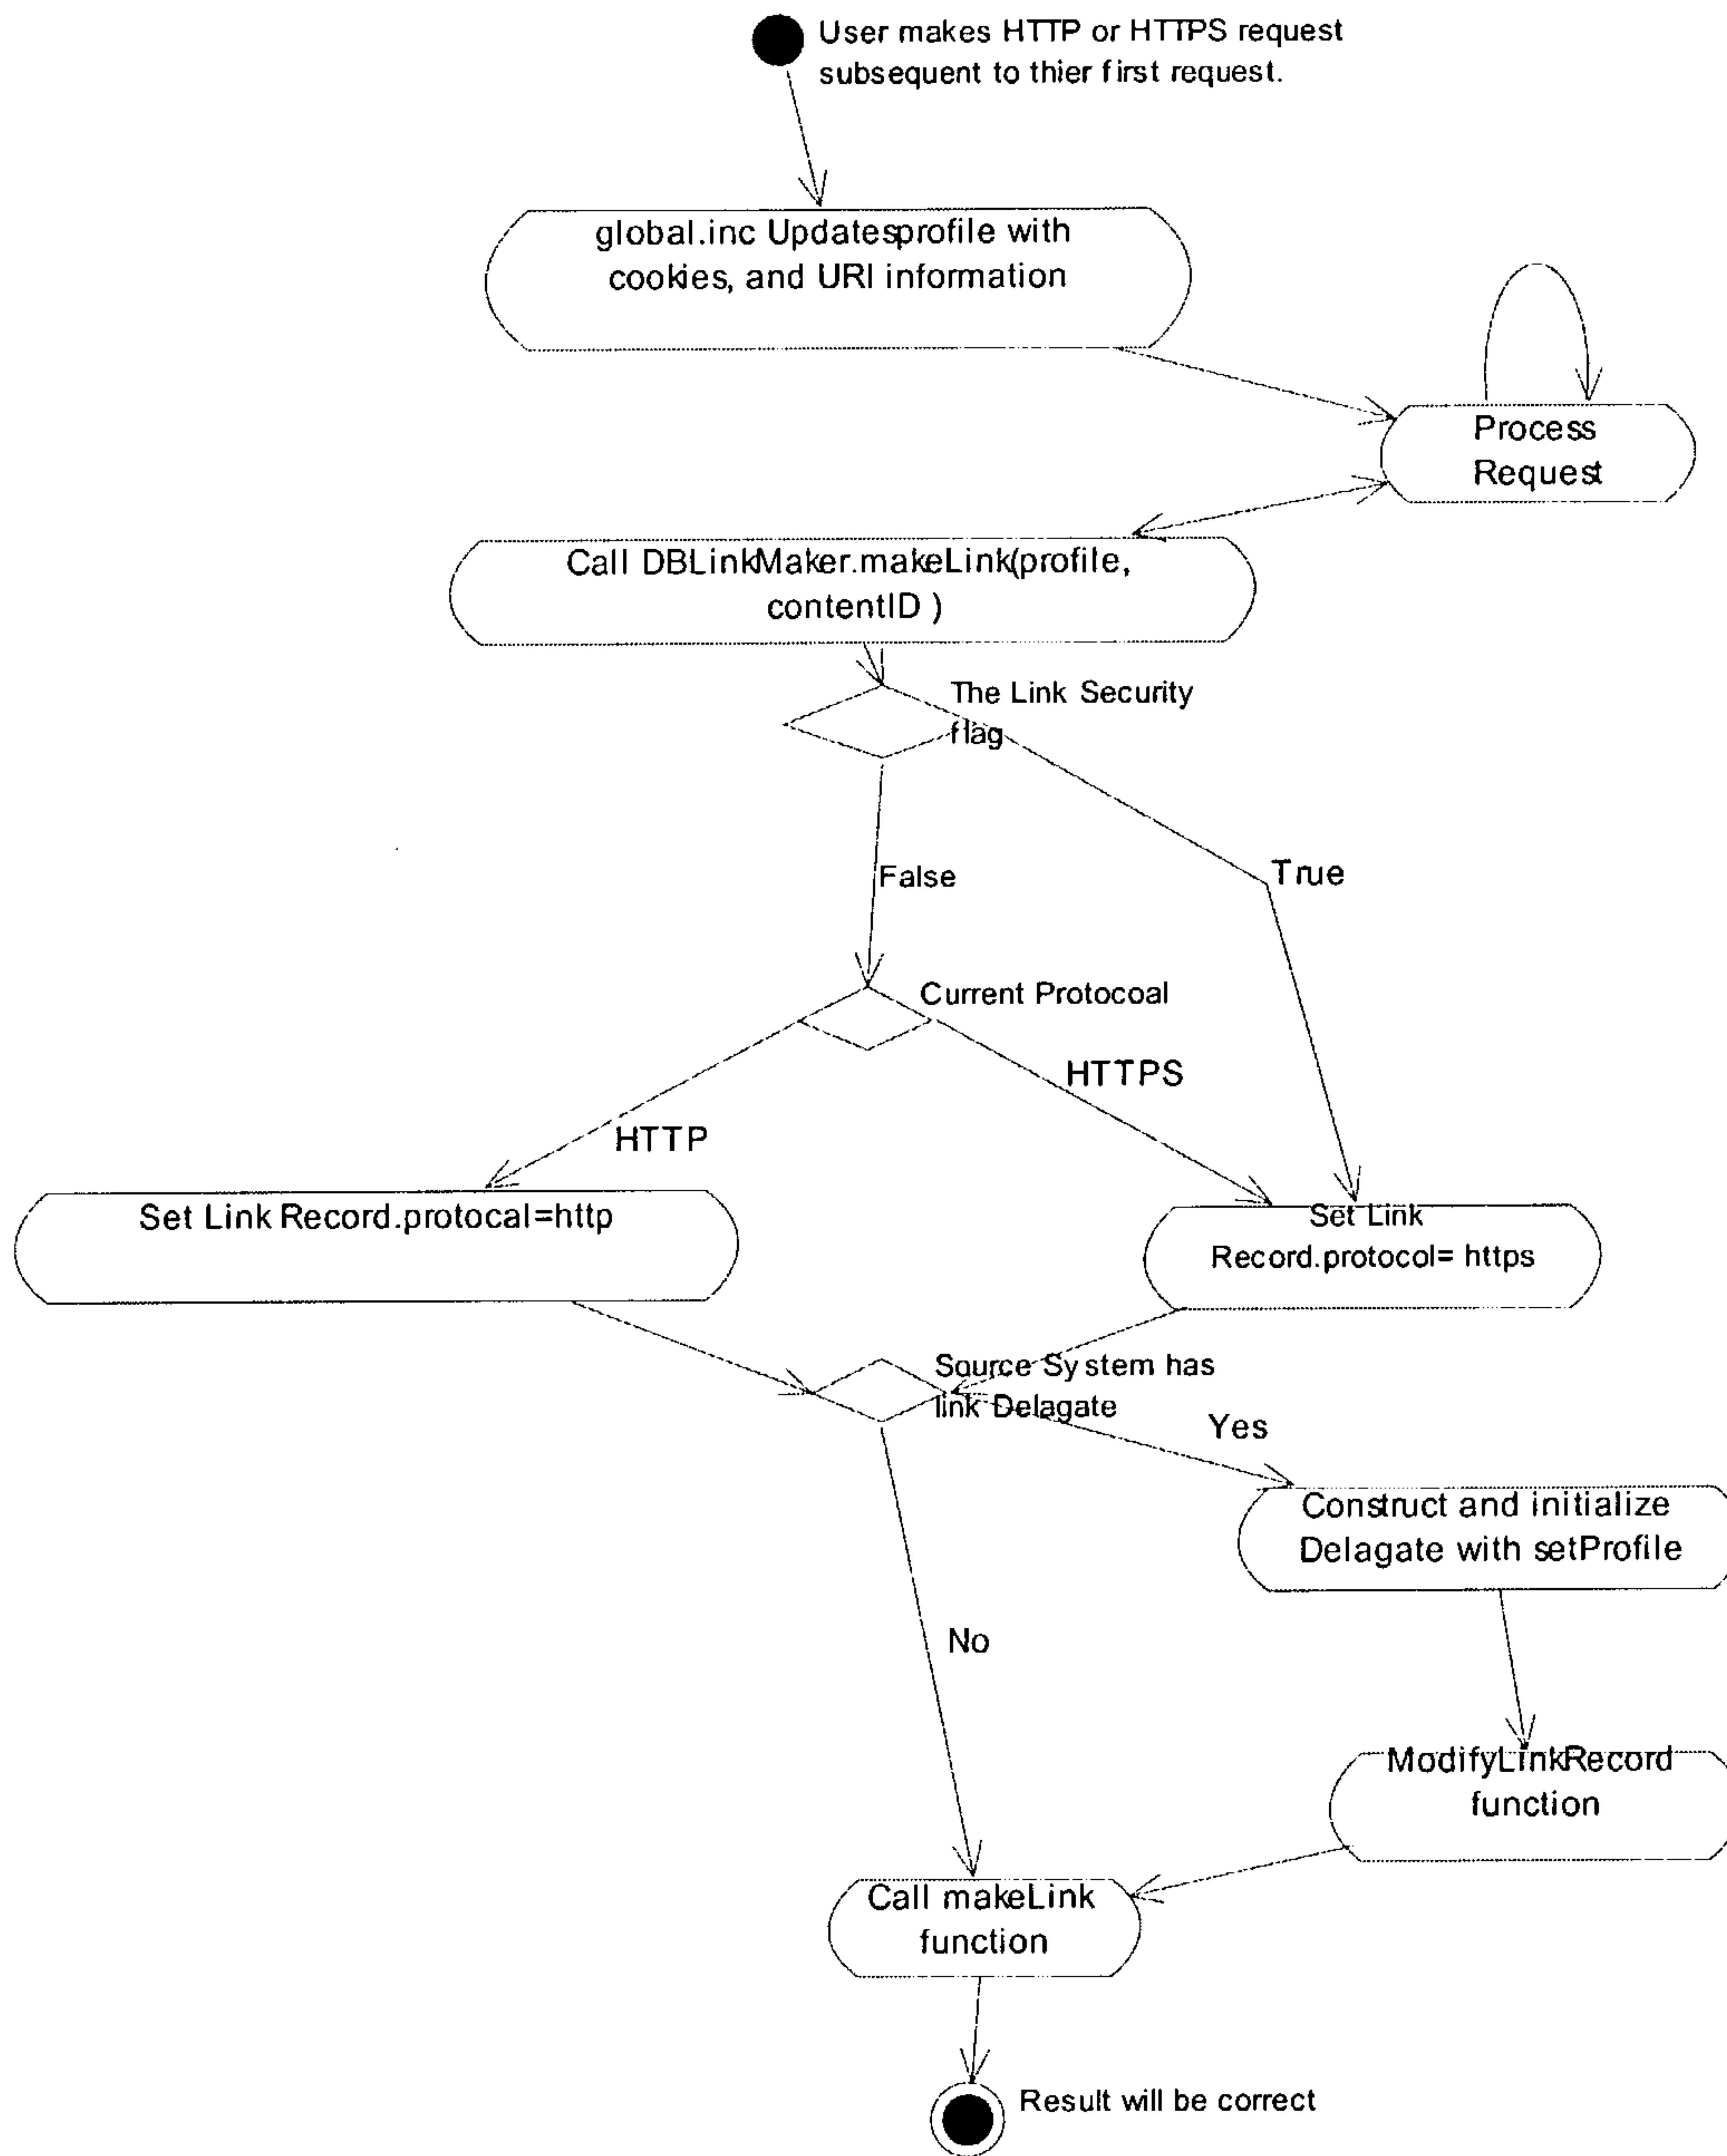 User makes HTTP or HTTPS request
subsequent to thier first request.
global.inc Updatesprofile with
cookies, and URI information
Process
Request
Call DBLinkMaker.makeLink(profile,
contentID )
The Link Security
flag
False
True
Current Protocoal
HTTPS
HTTP
Set Link Record.protocal=http
Set Link
Record.protocol= https
Source System has
link Delagate
Yes
Construct and initialize
Delagate with setProfile
No
ModifyLinkRecord
function
Call makeLink
function
Result will be correct